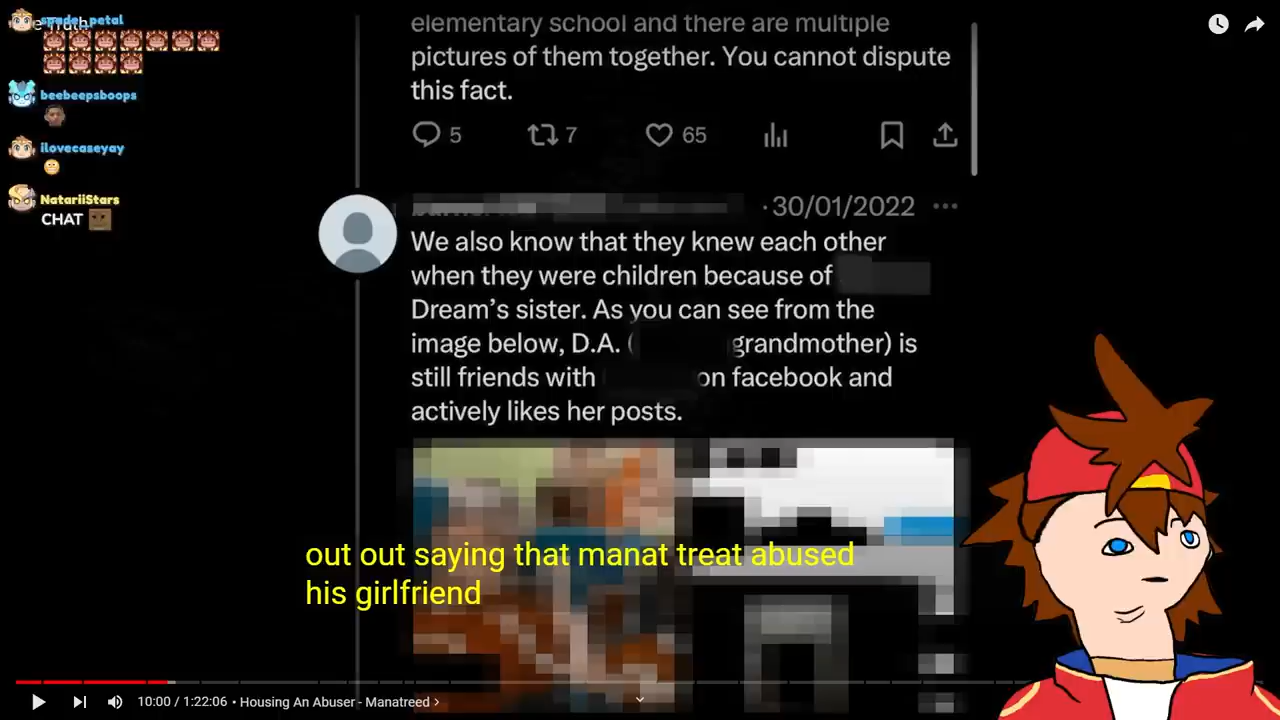 spade_petal
beebeepsboops
ilovecaseyay
NatariiStars
CHAT
elementary school and there are multiple
pictures of them together. You cannot dispute
this fact.
5 7 65
· 30/01/2022 ···
We also know that they knew each other
when they were children because of
Dream's sister. As you can see from the
image below, D.A. ( grandmother) is
still friends with on facebook and
actively likes her posts.
out out saying that manat treat abused
his girlfriend
10:00 / 1:22:06 • Housing An Abuser - Manatreed >